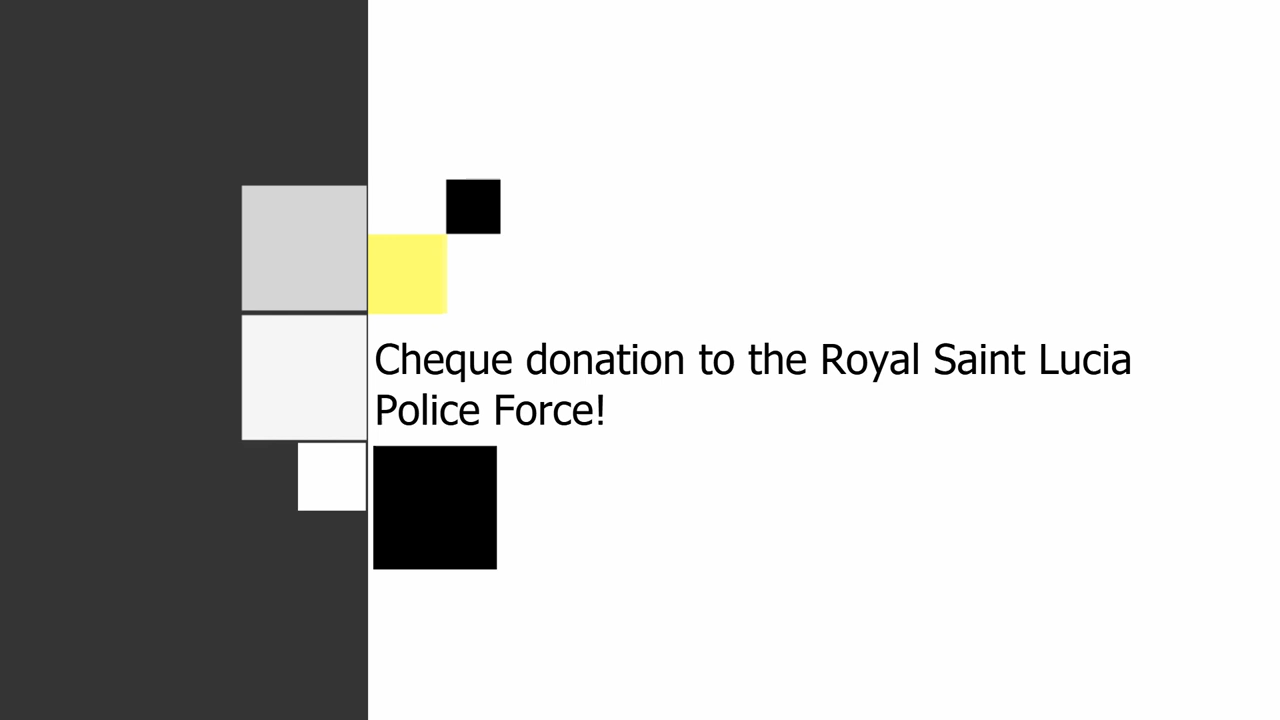 Cheque donation to the Royal Saint Lucia
Police Force!